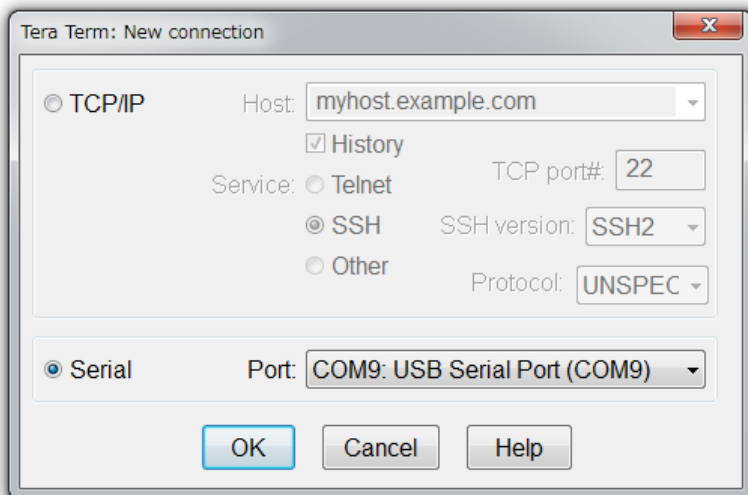 Tera Term: New connection
TCP/IP
Host: myhost.example.com
History
Service: Telnet
TCP port#: 22
SSH
SSH version: SSH2
Other
Protocol: UNSPEC
Serial
Port: COM9: USB Serial Port (COM9)
OK
Cancel
Help